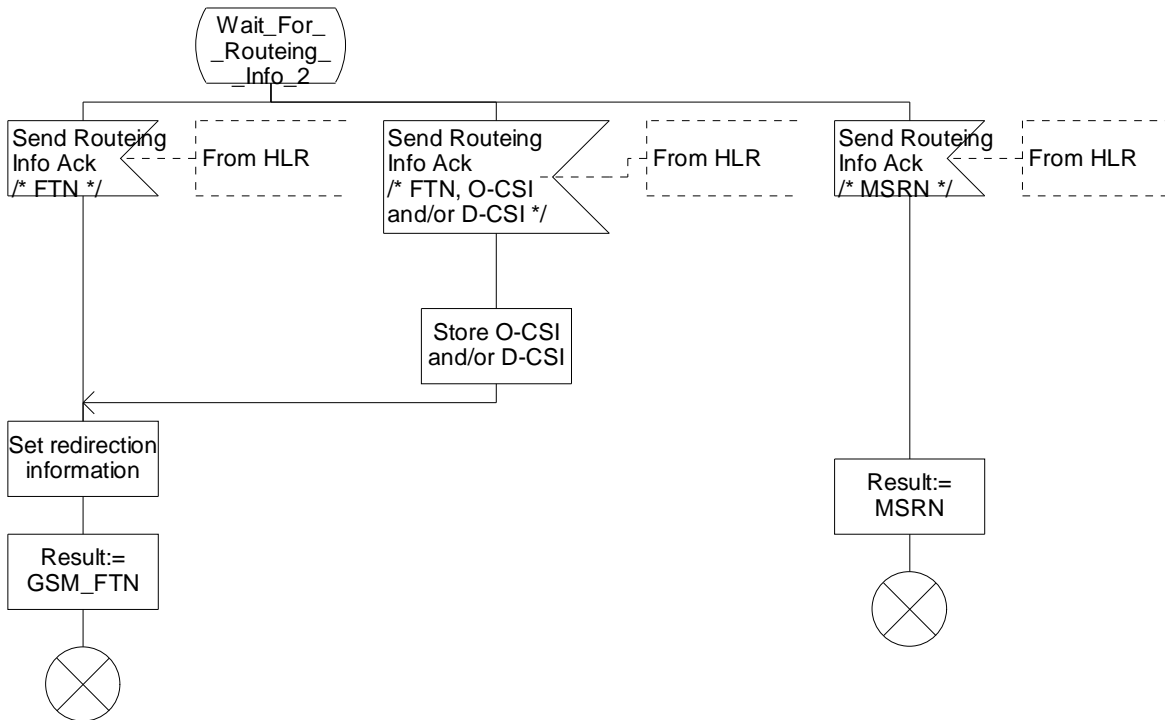 Wait_For_
_Routeing_
_Info_2
Send Routeing
Info Ack
/* FTN */
From HLR
Send Routeing
Info Ack
/* FTN, O-CSI
and/or D-CSI */
From HLR
Send Routeing
Info Ack
/* MSRN */
From HLR
Store O-CSI
and/or D-CSI
Set redirection
information
Result:=
MSRN
Result:=
GSM_FTN